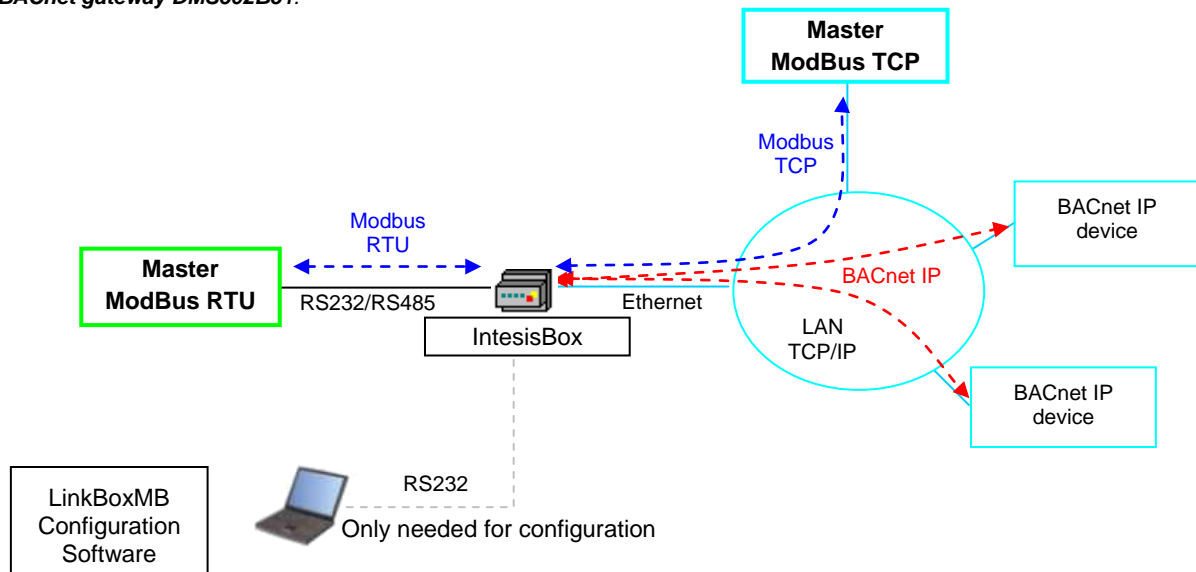 BACnet gateway DMS502B51.
Master
ModBus TCP
Modbus
TCP
BACnet IP
device
Modbus
RTU
Master
ModBus RTU
RS232/RS485
BACnet IP
Ethernet
IntesisBox
LAN
TCP/IP
BACnet IP
device
LinkBoxMB
Configuration
Software
RS232
Only needed for configuration